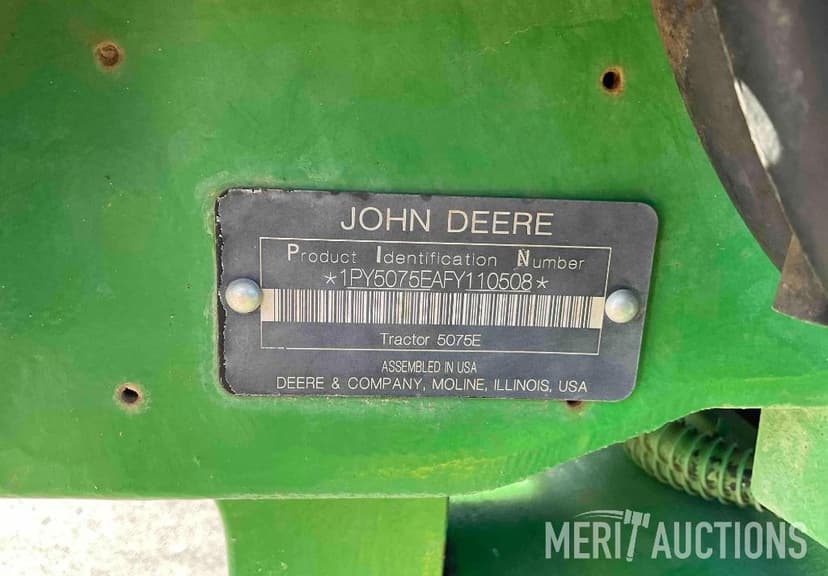 JOHN DEERE
Product Identification Number
*1PY5075EAFY110508*
Tractor 5075E
ASSEMBLED IN USA
DEERE & COMPANY, MOLINE, ILLINOIS, USA
MERIT AUCTIONS